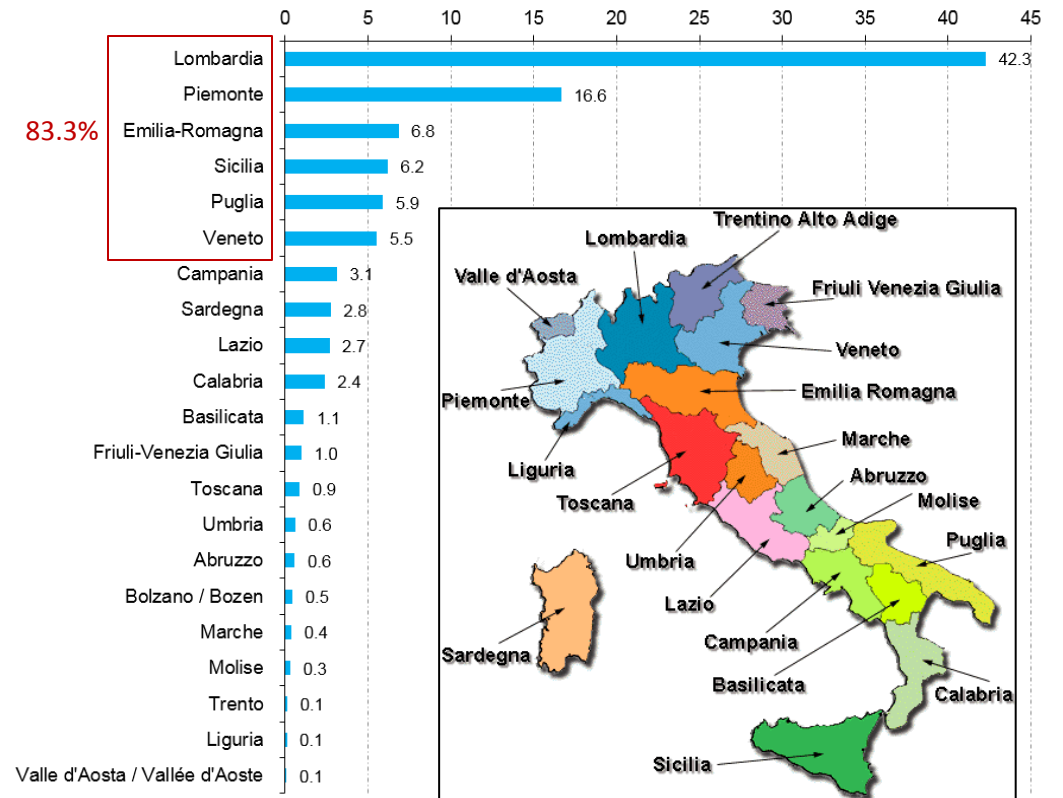 0 5 10 15 20 25 30 35 40 45
Lombardia 42.3
Piemonte 16.6
83.3% Emilia-Romagna 6.8
Sicilia 6.2
Puglia 5.9
Veneto 5.5
Campania 3.1
Sardegna 2.8
Lazio 2.7
Calabria 2.4
Basilicata 1.1
Friuli-Venezia Giulia 1.0
Toscana 0.9
Umbria 0.6
Abruzzo 0.6
Bolzano / Bozen 0.5
Marche 0.4
Molise 0.3
Trento 0.1
Liguria 0.1
Valle d'Aosta / Vallée d'Aoste 0.1
Trentino Alto Adige
Lombardia
Valle d'Aosta
Friuli Venezia Giulia
Veneto
Piemonte
Emilia Romagna
Marche
Liguria
Abruzzo
Toscana
Molise
Puglia
Umbria
Lazio
Campania
Sardegna
Basilicata
Calabria
Sicilia